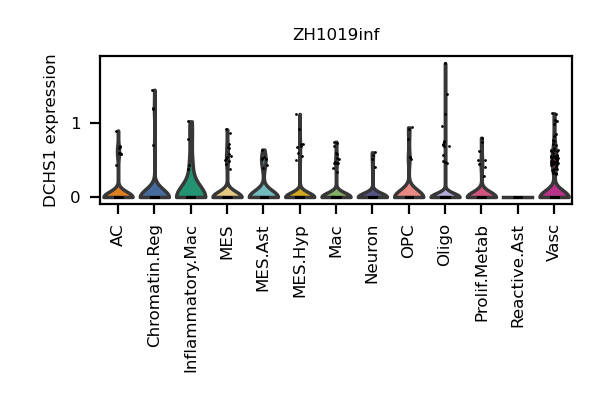 ZH1019inf
DCHS1 expression
1
0
AC
Chromatin.Reg
Inflammatory.Mac
MES
MES.Ast
MES.Hyp
Mac
Neuron
OPC
Oligo
Prolif.Metab
Reactive.Ast
Vasc